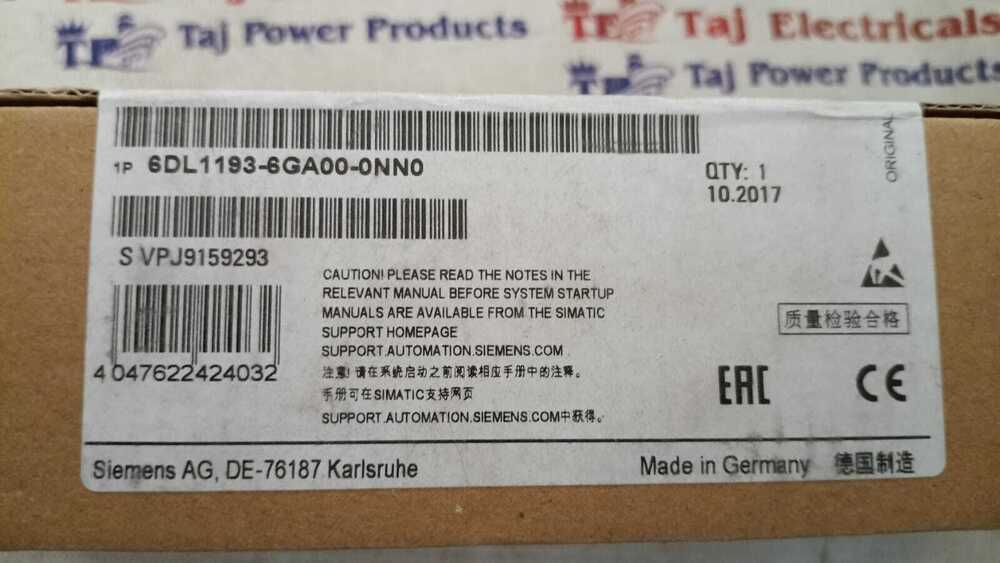 Taj Power Products
Taj Electricals
Taj Power Products
1P 6DL1193-6GA00-0NN0
QTY: 1
10.2017
ORIGINAL
S VPJ9159293
CAUTION! PLEASE READ THE NOTES IN THE
RELEVANT MANUAL BEFORE SYSTEM STARTUP
MANUALS ARE AVAILABLE FROM THE SIMATIC
SUPPORT HOMEPAGE
SUPPORT.AUTOMATION.SIEMENS.COM
注意! 请在系统启动之前阅读相应手册中的注释。
手册可在SIMATIC支持网页
SUPPORT.AUTOMATION.SIEMENS.COM中获得。
4 047622424032
质量检验合格
EAC
CE
Siemens AG, DE-76187 Karlsruhe
Made in Germany 德国制造